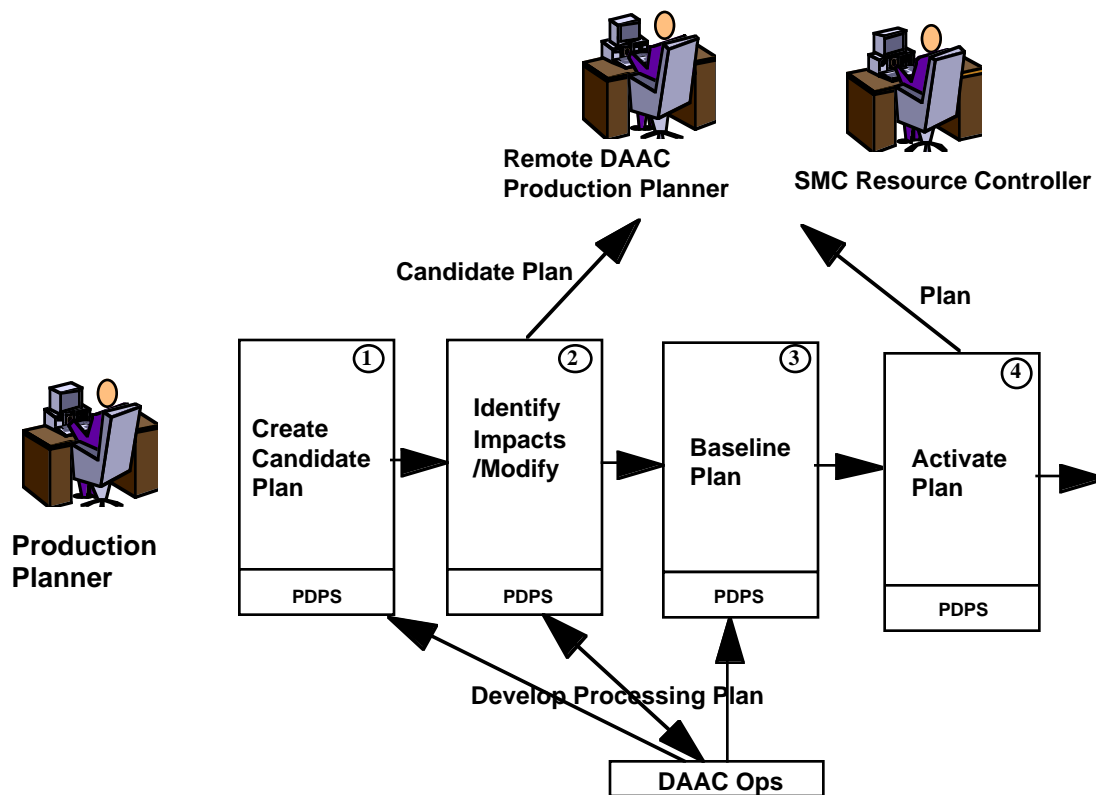 Remote DAAC
Production Planner
SMC Resource Controller
Candidate Plan
Plan
1
2
3
4
Create
Candidate
Plan
Identify
Impacts
/Modify
Baseline
Plan
Activate
Plan
Production
Planner
PDPS
PDPS
PDPS
PDPS
Develop Processing Plan
DAAC Ops